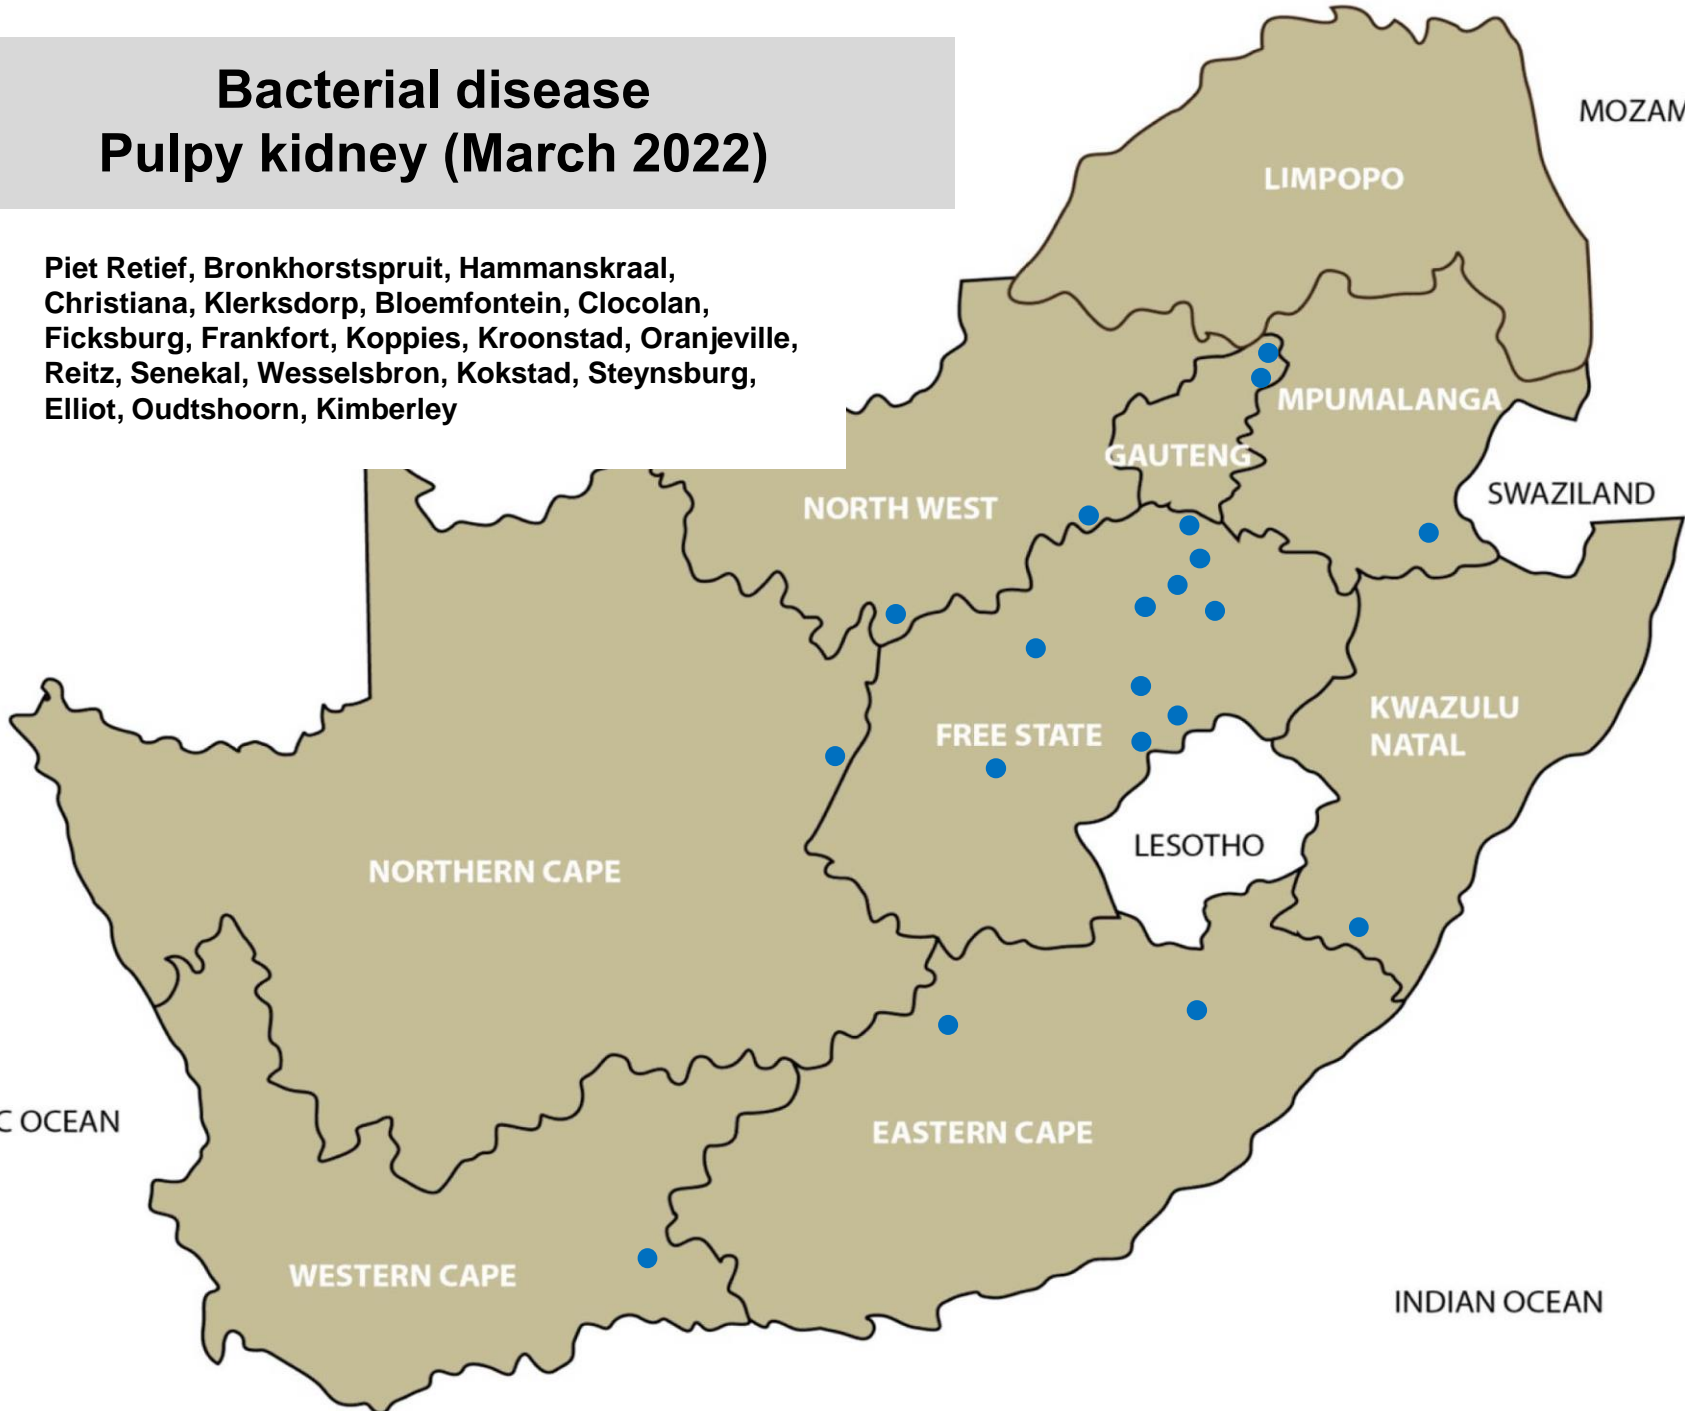 Bacterial disease
Pulpy kidney (March 2022)
Piet Retief, Bronkhorstspruit, Hammanskraal,
Christiana, Klerksdorp, Bloemfontein, Clocolan,
Ficksburg, Frankfort, Koppies, Kroonstad, Oranjeville,
Reitz, Senekal, Wesselsbron, Kokstad, Steynsburg,
Elliot, Oudtshoorn, Kimberley
MOZAM
LIMPOPO
MPUMALANGA
GAUTENG
SWAZILAND
NORTH WEST
KWAZULU
NATAL
FREE STATE
LESOTHO
NORTHERN CAPE
C OCEAN
EASTERN CAPE
WESTERN CAPE
INDIAN OCEAN